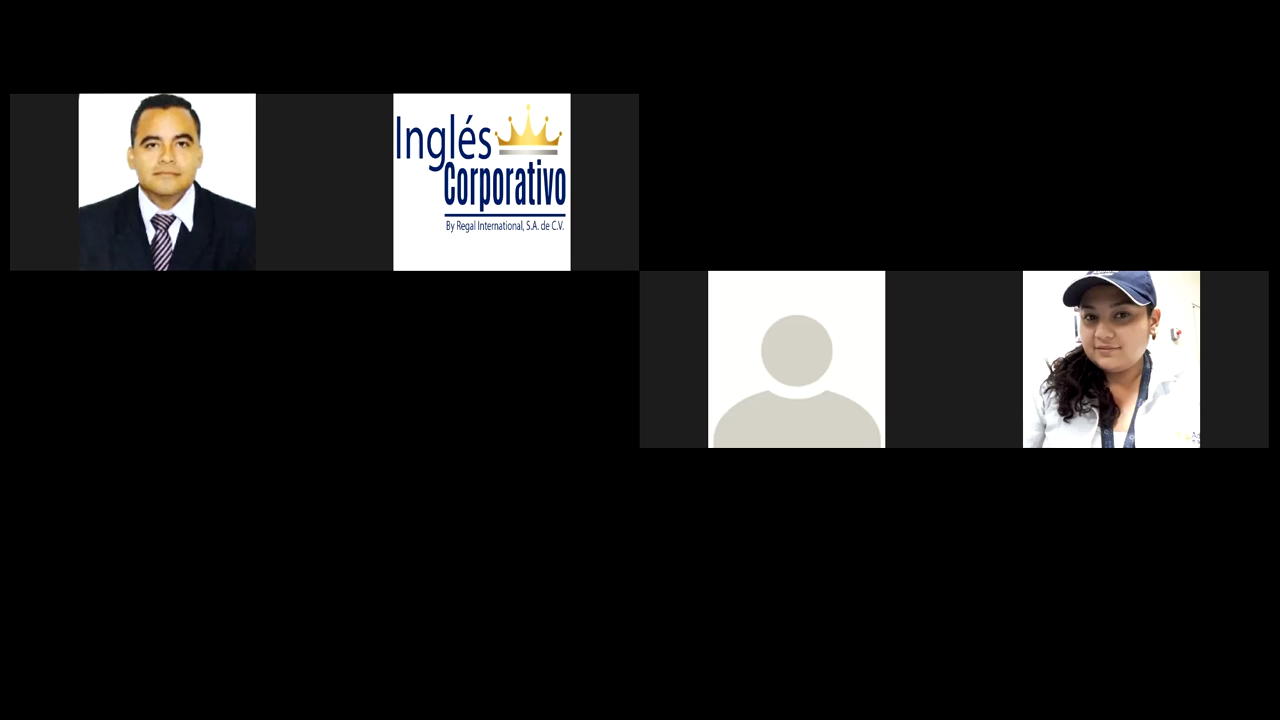 Inglés
Corporativo
By Regal International, S.A. de C.V.